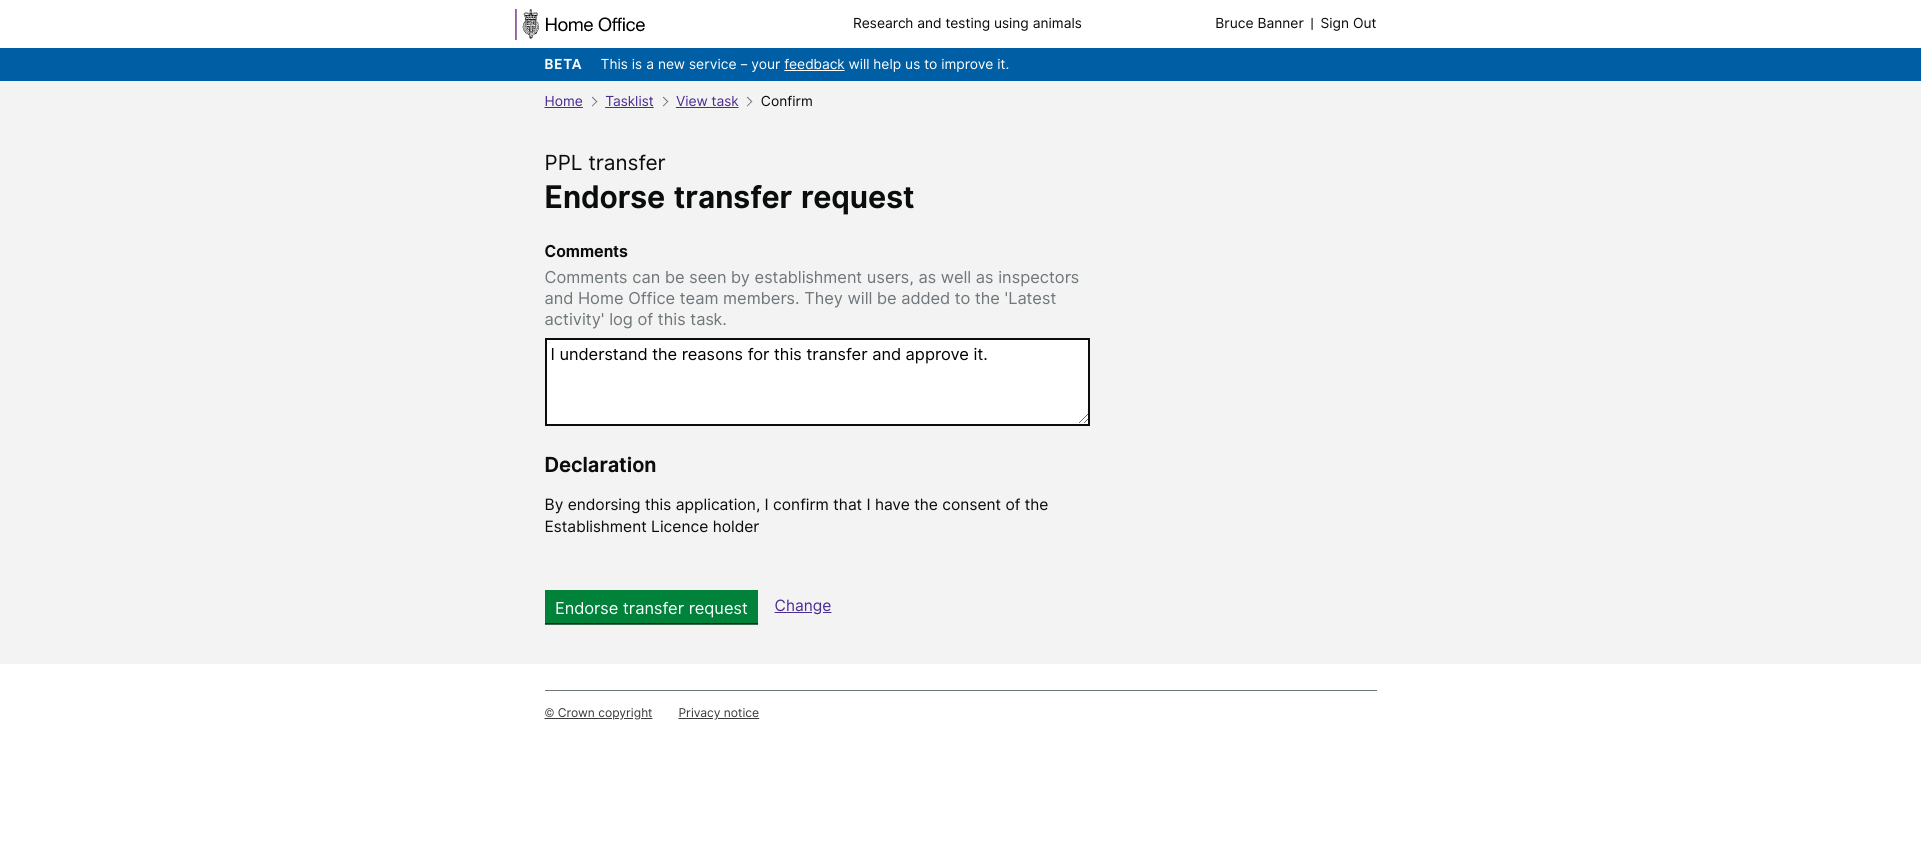 Home Office
Research and testing using animals
Bruce Banner | Sign Out
BETA This is a new service – your feedback will help us to improve it.
Home > Tasklist > View task > Confirm
PPL transfer
Endorse transfer request
Comments
Comments can be seen by establishment users, as well as inspectors
and Home Office team members. They will be added to the 'Latest
activity' log of this task.
I understand the reasons for this transfer and approve it.
Declaration
By endorsing this application, I confirm that I have the consent of the
Establishment Licence holder
Endorse transfer request Change
© Crown copyright Privacy notice